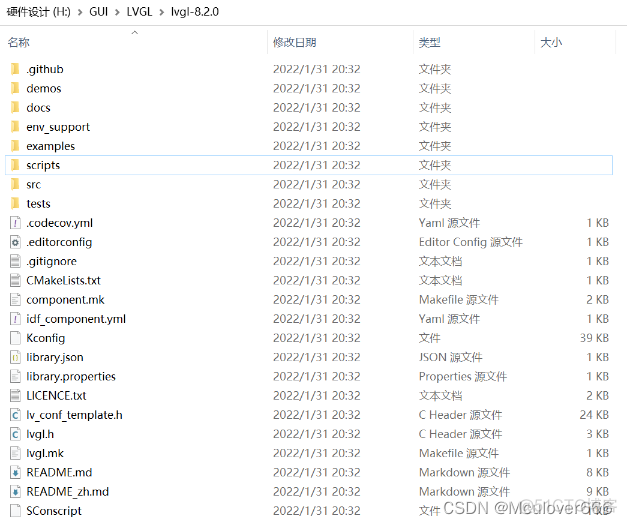 硬件设计 (H:) > GUI > LVGL > lvgl-8.2.0
名称 修改日期 类型 大小
.github 2022/1/31 20:32 文件夹
demos 2022/1/31 20:32 文件夹
docs 2022/1/31 20:32 文件夹
env_support 2022/1/31 20:32 文件夹
examples 2022/1/31 20:32 文件夹
scripts 2022/1/31 20:32 文件夹
src 2022/1/31 20:32 文件夹
tests 2022/1/31 20:32 文件夹
.codecov.yml 2022/1/31 20:32 Yaml 源文件 1 KB
.editorconfig 2022/1/31 20:32 Editor Config 源文件 1 KB
.gitignore 2022/1/31 20:32 文本文档 1 KB
CMakeLists.txt 2022/1/31 20:32 文本文档 1 KB
component.mk 2022/1/31 20:32 Makefile 源文件 2 KB
idf_component.yml 2022/1/31 20:32 Yaml 源文件 1 KB
Kconfig 2022/1/31 20:32 文件 39 KB
library.json 2022/1/31 20:32 JSON 源文件 1 KB
library.properties 2022/1/31 20:32 Properties 源文件 1 KB
LICENCE.txt 2022/1/31 20:32 文本文档 2 KB
lv_conf_template.h 2022/1/31 20:32 C Header 源文件 24 KB
lvgl.h 2022/1/31 20:32 C Header 源文件 3 KB
lvgl.mk 2022/1/31 20:32 Makefile 源文件 1 KB
README.md 2022/1/31 20:32 Markdown 源文件 8 KB
README_zh.md 2022/1/31 20:32 Markdown 源文件 9 KB
SConscript 2022/1/31 20:32 文件
CSDN @Mculover666